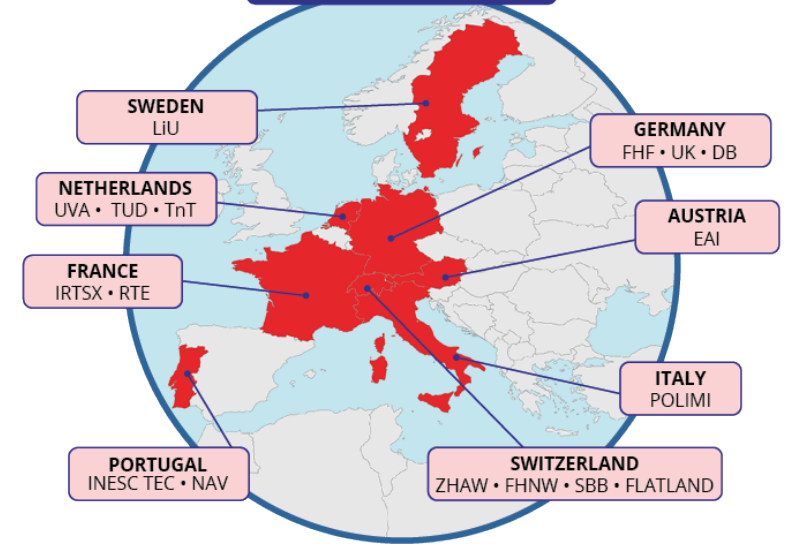 SWEDEN
LiU
GERMANY
FHF • UK • DB
NETHERLANDS
UVA • TUD • TnT
AUSTRIA
EAI
FRANCE
IRTSX • RTE
ITALY
POLIMI
PORTUGAL
INESC TEC • NAV
SWITZERLAND
ZHAW • FHNW • SBB • FLATLAND